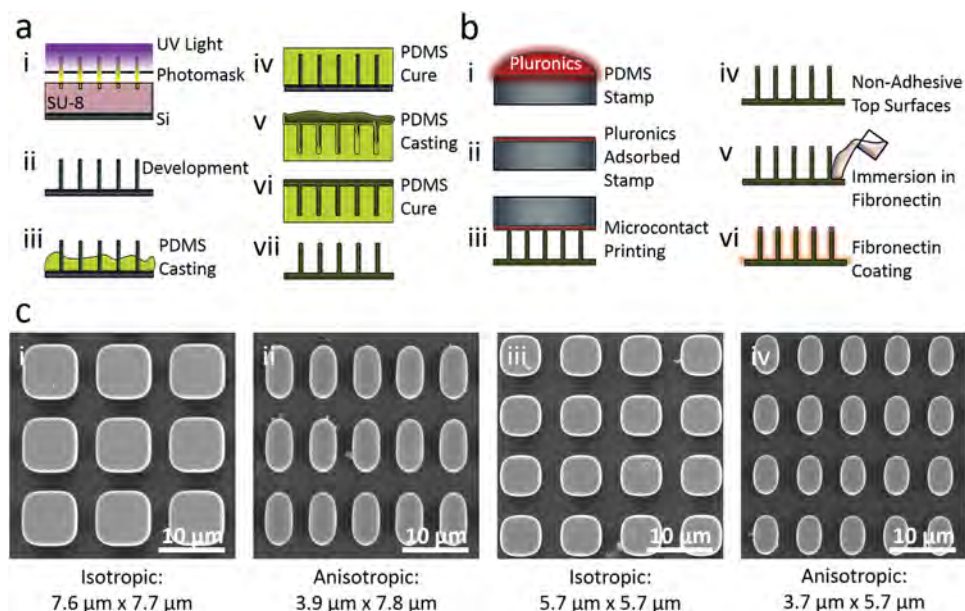 a
i
UV Light
Photomask
SU-8
Si
ii
Development
iii
PDMS
Casting
iv
PDMS
Cure
v
PDMS
Casting
vi
PDMS
Cure
vii
b
i
Pluronics
PDMS
Stamp
ii
Pluronics
Adsorbed
Stamp
iii
Microcontact
Printing
iv
Non-Adhesive
Top Surfaces
v
Immersion in
Fibronectin
vi
Fibronectin
Coating
c
i
10 µm
Isotropic:
7.6 µm x 7.7 µm
ii
10 µm
Anisotropic:
3.9 µm x 7.8 µm
iii
10 µm
Isotropic:
5.7 µm x 5.7 µm
iv
10 µm
Anisotropic:
3.7 µm x 5.7 µm